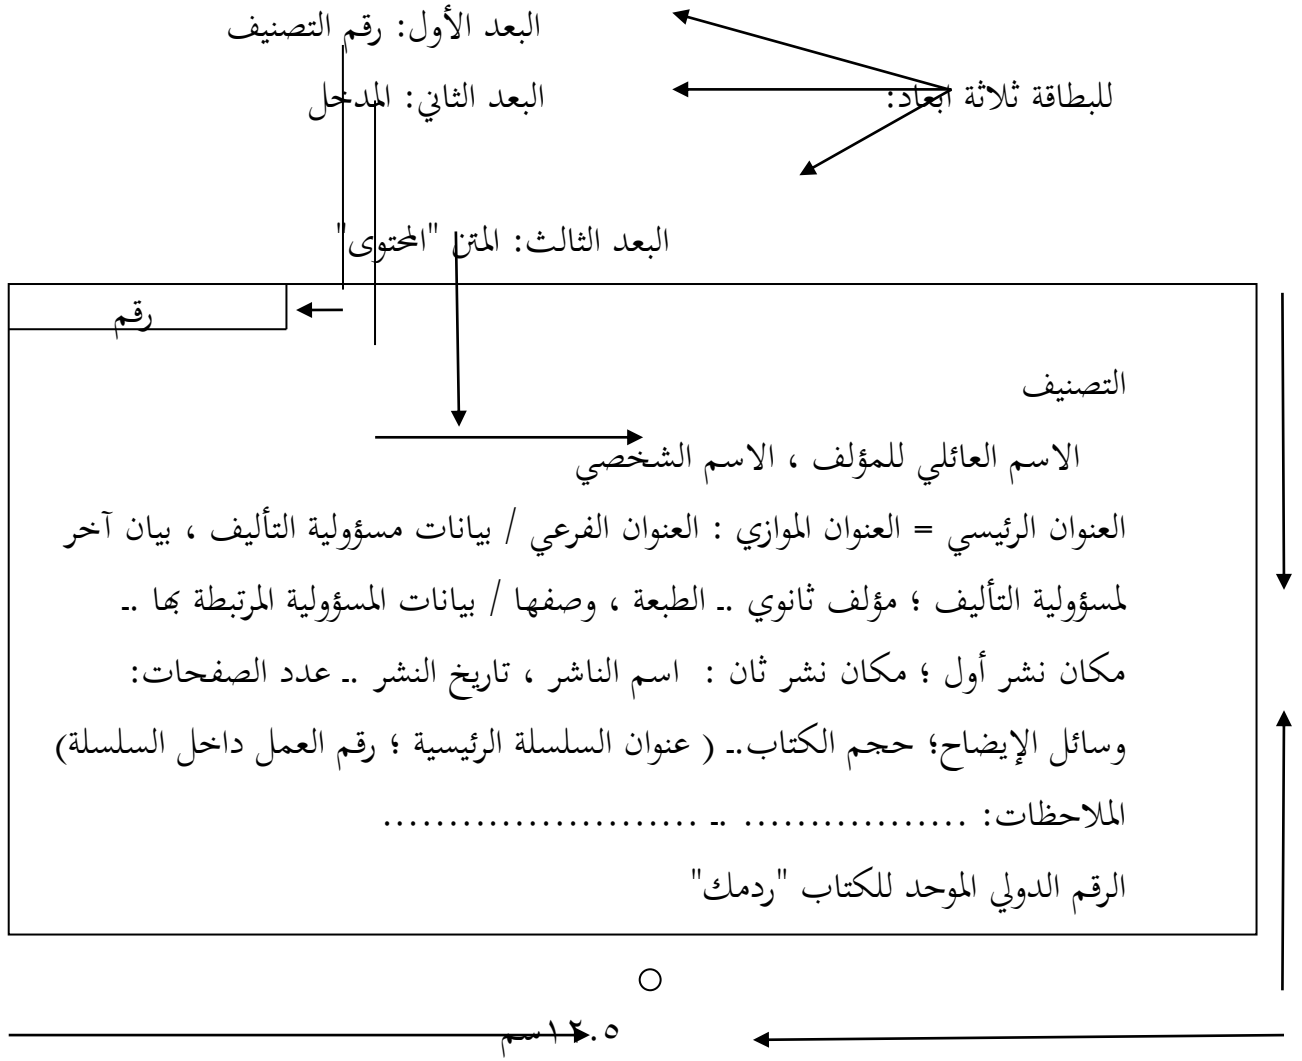 البعد الأول: رقم التصنيف
للبطاقة ثلاثة ابعاد:
البعد الثاني: المدخل
البعد الثالث: المتن "المحتوى"
رقم
التصنيف
الاسم العائلي للمؤلف ، الاسم الشخصي
العنوان الرئيسي = العنوان الموازي : العنوان الفرعي / بيانات مسؤولية التأليف ، بيان آخر
لمسؤولية التأليف ؛ مؤلف ثانوي .ـ الطبعة ، وصفها / بيانات المسؤولية المرتبطة بها .ـ
مكان نشر أول ؛ مكان نشر ثان : اسم الناشر ، تاريخ النشر .ـ عدد الصفحات:
وسائل الإيضاح؛ حجم الكتاب.ـ ( عنوان السلسلة الرئيسية ؛ رقم العمل داخل السلسلة)
الملاحظات: ................. .ـ ........................
الرقم الدولي الموحد للكتاب "ردمك"
١٢.٥سم